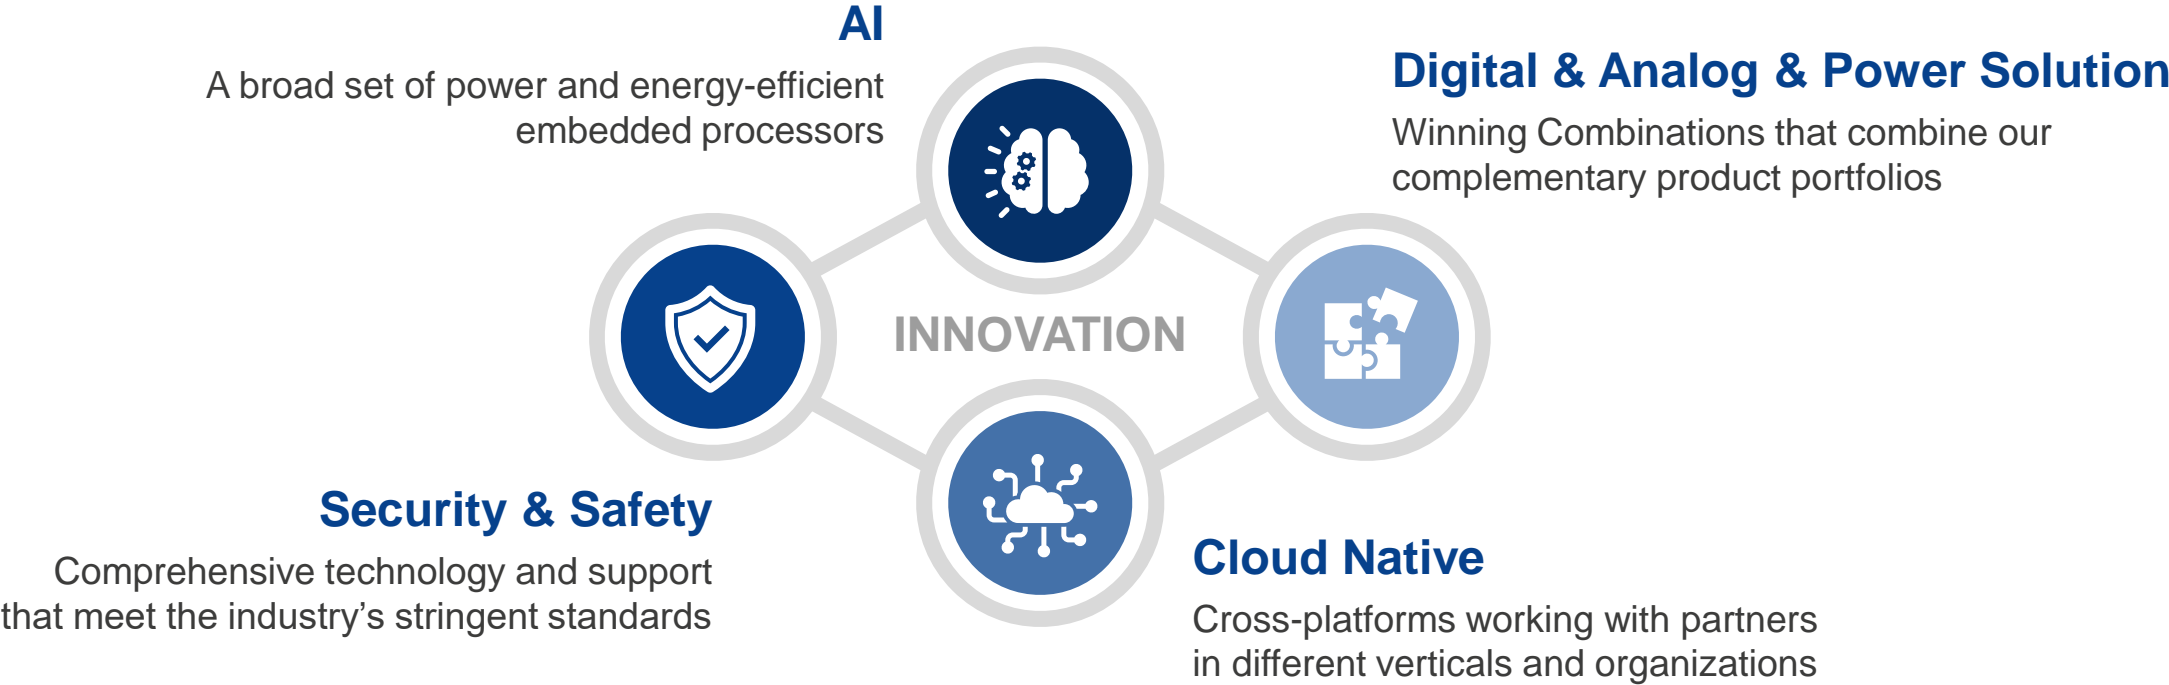 AI
A broad set of power and energy-efficient
embedded processors
Digital & Analog & Power Solution
Winning Combinations that combine our
complementary product portfolios
INNOVATION
Security & Safety
Comprehensive technology and support
that meet the industry’s stringent standards
Cloud Native
Cross-platforms working with partners
in different verticals and organizations